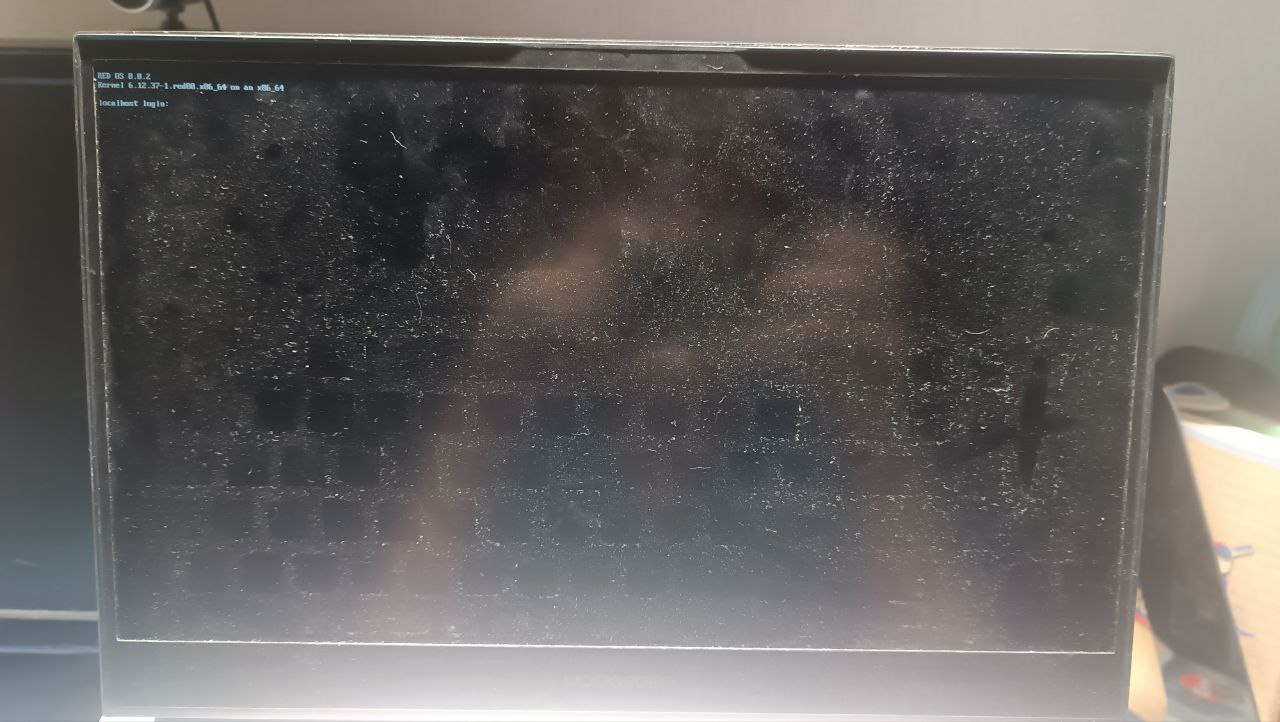 RED OS 8.0.2
Kernel 6.12.37-1.red80.x86_64 on an x86_64
localhost login: